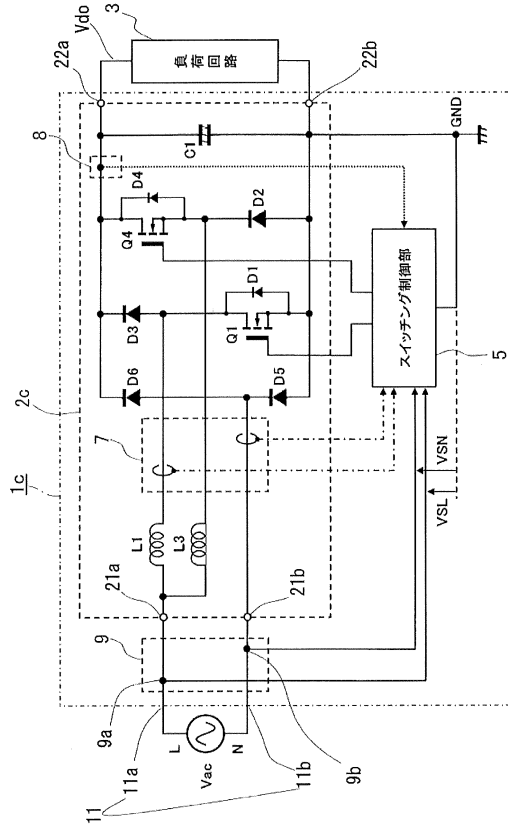 1c
2c
3
負荷回路
Vdo
22a
22b
8
D4
Q4
C1
D2
D3
D1
Q1
D6
D5
GND
スイッチング制御部
5
7
L1
L3
21a
21b
VSN
VSL
9
9a
9b
L
N
Vac
11a
11b
11